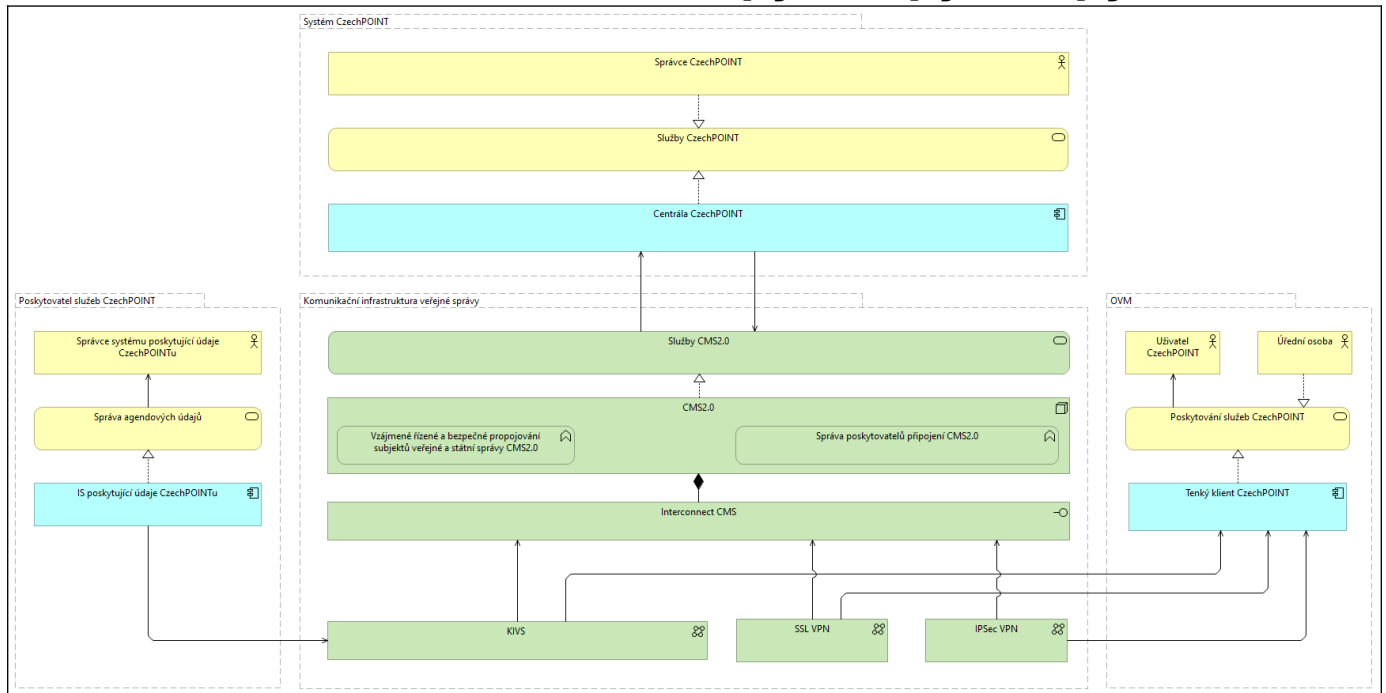 Systém CzechPOINT
Správce CzechPOINT
Služby CzechPOINT
Centrála CzechPOINT
Poskytovatel služeb CzechPOINT
Správce systému poskytující údaje
CzechPOINTu
Správa agendových údajů
IS poskytující údaje CzechPOINTu
Komunikační infrastruktura veřejné správy
Služby CMS2.0
CMS2.0
Vzájemně řízené a bezpečné propojování
subjektů veřejné a státní správy CMS2.0
Správa poskytovatelů připojení CMS2.0
Interconnect CMS
KIVS
SSL VPN
IPSec VPN
OVM
Uživatel
CzechPOINT
Úřední osoba
Poskytování služeb CzechPOINT
Tenký klient CzechPOINT